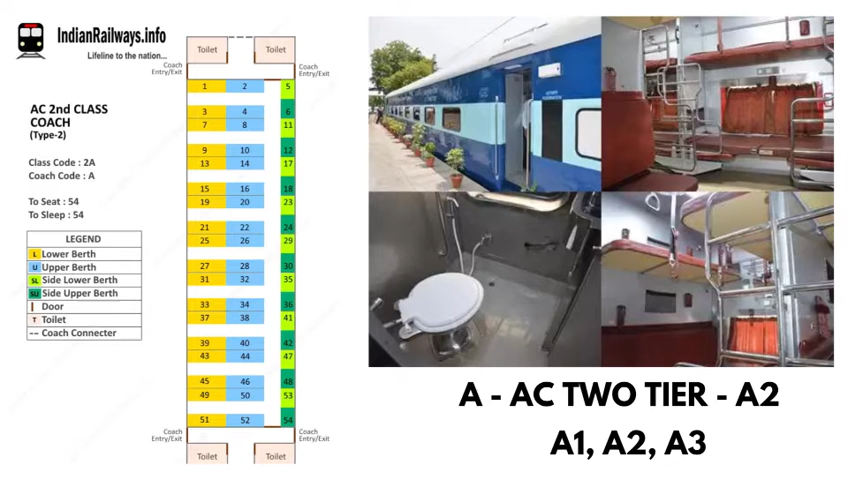 IndianRailways.info
Lifeline to the nation...
AC 2nd CLASS
COACH
(Type-2)
Class Code : 2A
Coach Code : A
To Seat : 54
To Sleep : 54
LEGEND
L Lower Berth
U Upper Berth
SL Side Lower Berth
SU Side Upper Berth
Door
T Toilet
Coach Connecter
Toilet Toilet
Coach
Entry/Exit
Coach
Entry/Exit
1 2 5
3 4 6
7 8 11
9 10 12
13 14 17
15 16 18
19 20 23
21 22 24
25 26 29
27 28 30
31 32 35
33 34 36
37 38 41
39 40 42
43 44 47
45 46 48
49 50 53
51 52 54
Coach
Entry/Exit
Coach
Entry/Exit
Toilet Toilet
A - AC TWO TIER - A2
A1, A2, A3